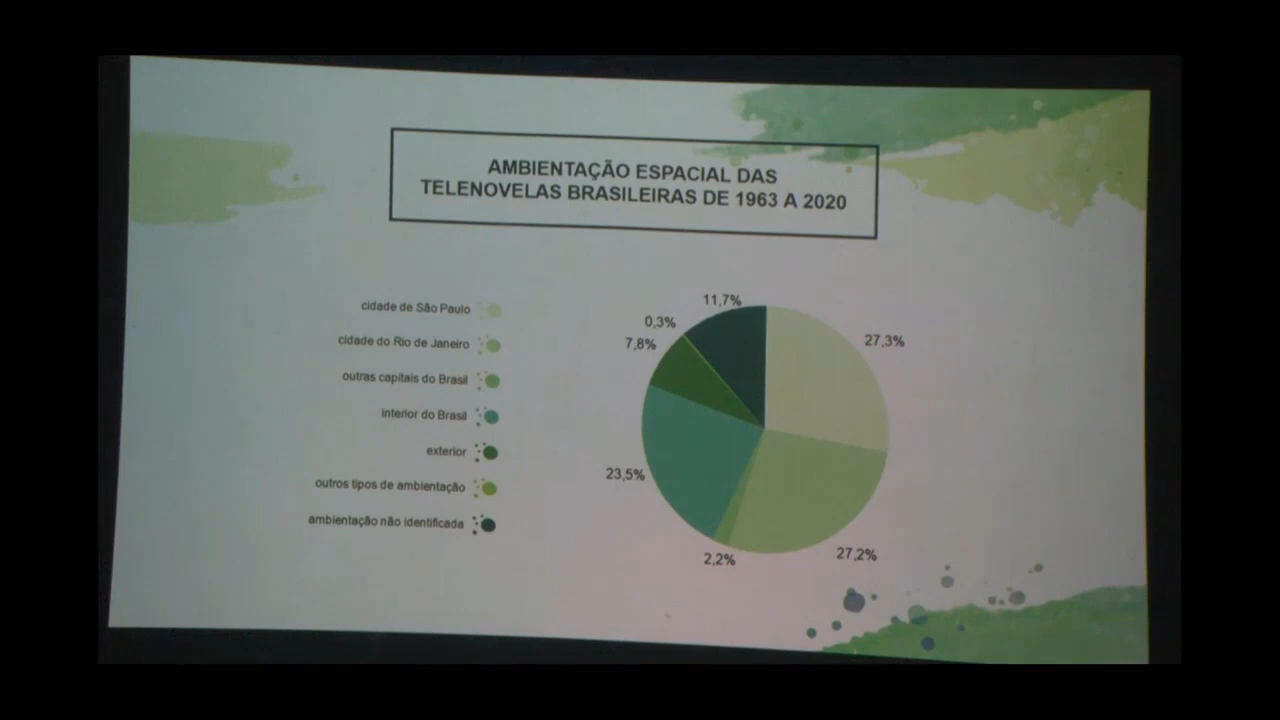 AMBIENTAÇÃO ESPACIAL DAS
TELENOVELAS BRASILEIRAS DE 1963 A 2020
cidade de São Paulo
cidade do Rio de Janeiro
outras capitais do Brasil
interior do Brasil
exterior
outros tipos de ambientação
ambientação não identificada
11,7%
0,3%
7,8%
27,3%
23,5%
2,2%
27,2%